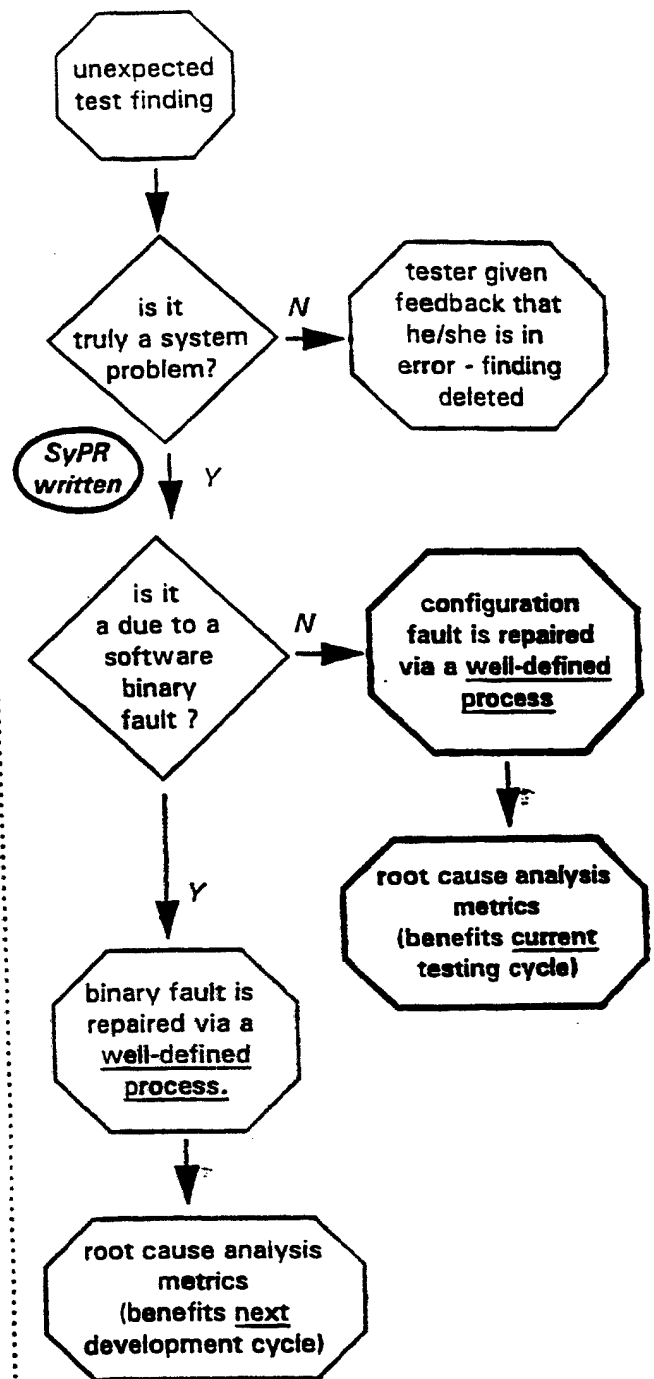 unexpected
test finding
is it
truly a system
problem?
N
tester given
feedback that
he/she is in
error - finding
deleted
SyPR
written
Y
is it
a due to a
software
binary
fault ?
N
configuration
fault is repaired
via a well-defined
process
root cause analysis
metrics
(benefits current
testing cycle)
Y
binary fault is
repaired via a
well-defined
process.
root cause analysis
metrics
(benefits next
development cycle)